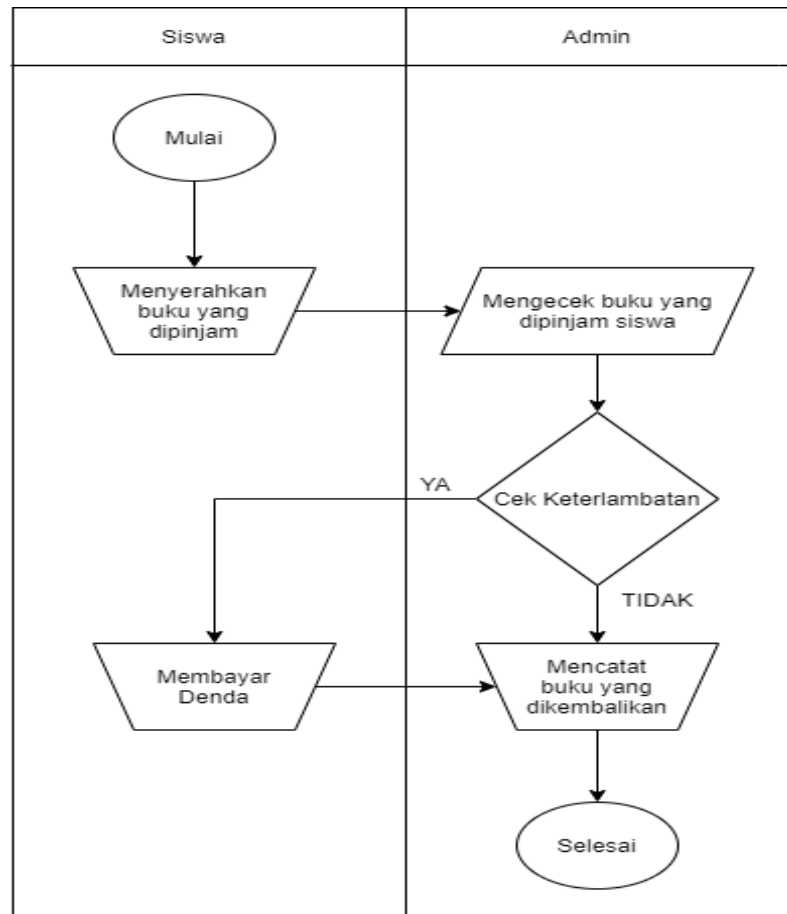 Siswa
Admin
Mulai
Menyerahkan
buku yang
dipinjam
Mengecek buku yang
dipinjam siswa
Cek Keterlambatan
YA
TIDAK
Membayar
Denda
Mencatat
buku yang
dikembalikan
Selesai